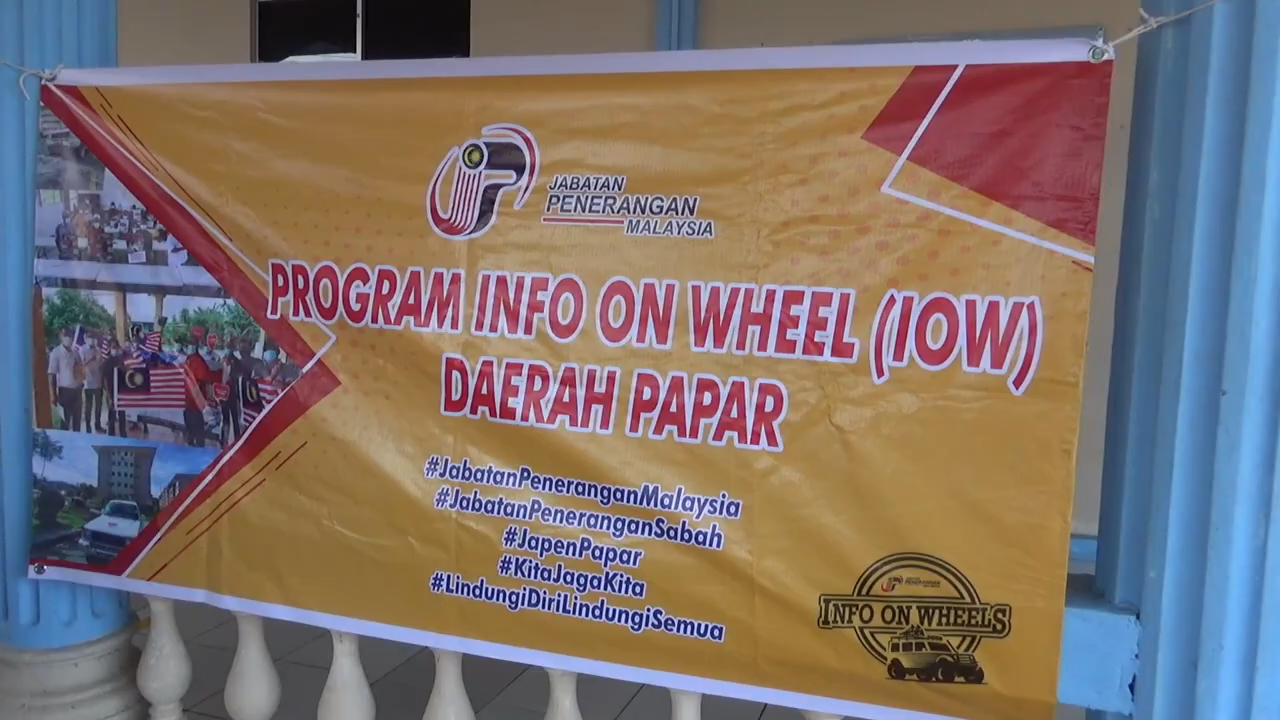 JABATAN
PENERANGAN
MALAYSIA
PROGRAM INFO ON WHEEL (IOW)
DAERAH PAPAR
#JabatanPeneranganMalaysia
#JabatanPeneranganSabah
#JapenPapar
#KitaJagaKita
#LindungiDiriLindungiSemua
INFO ON WHEELS